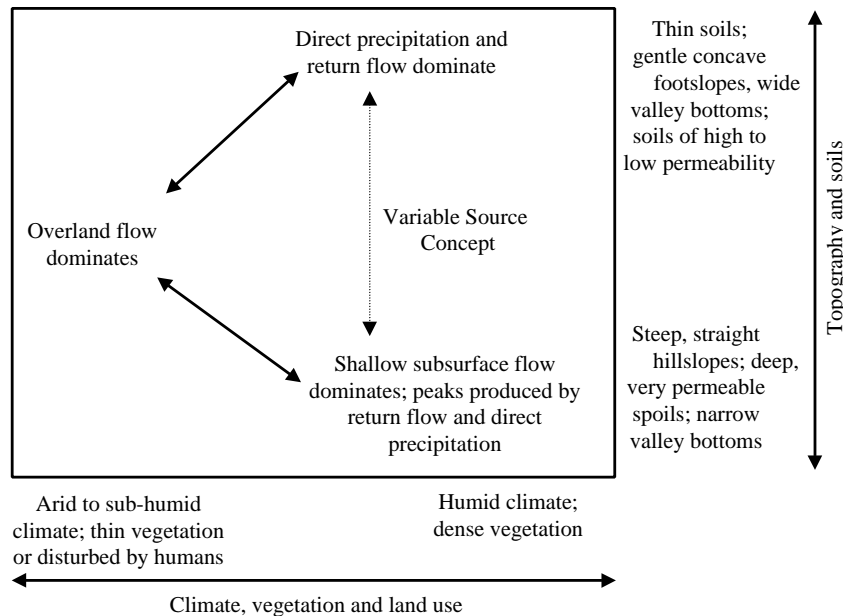 Direct precipitation and
return flow dominate
Thin soils;
gentle concave
footslopes, wide
valley bottoms;
soils of high to
low permeability
Overland flow
dominates
Variable Source
Concept
Topography and soils
Shallow subsurface flow
dominates; peaks produced by
return flow and direct
precipitation
Steep, straight
hillslopes; deep,
very permeable
spoils; narrow
valley bottoms
Arid to sub-humid
climate; thin vegetation
or disturbed by humans
Humid climate;
dense vegetation
Climate, vegetation and land use